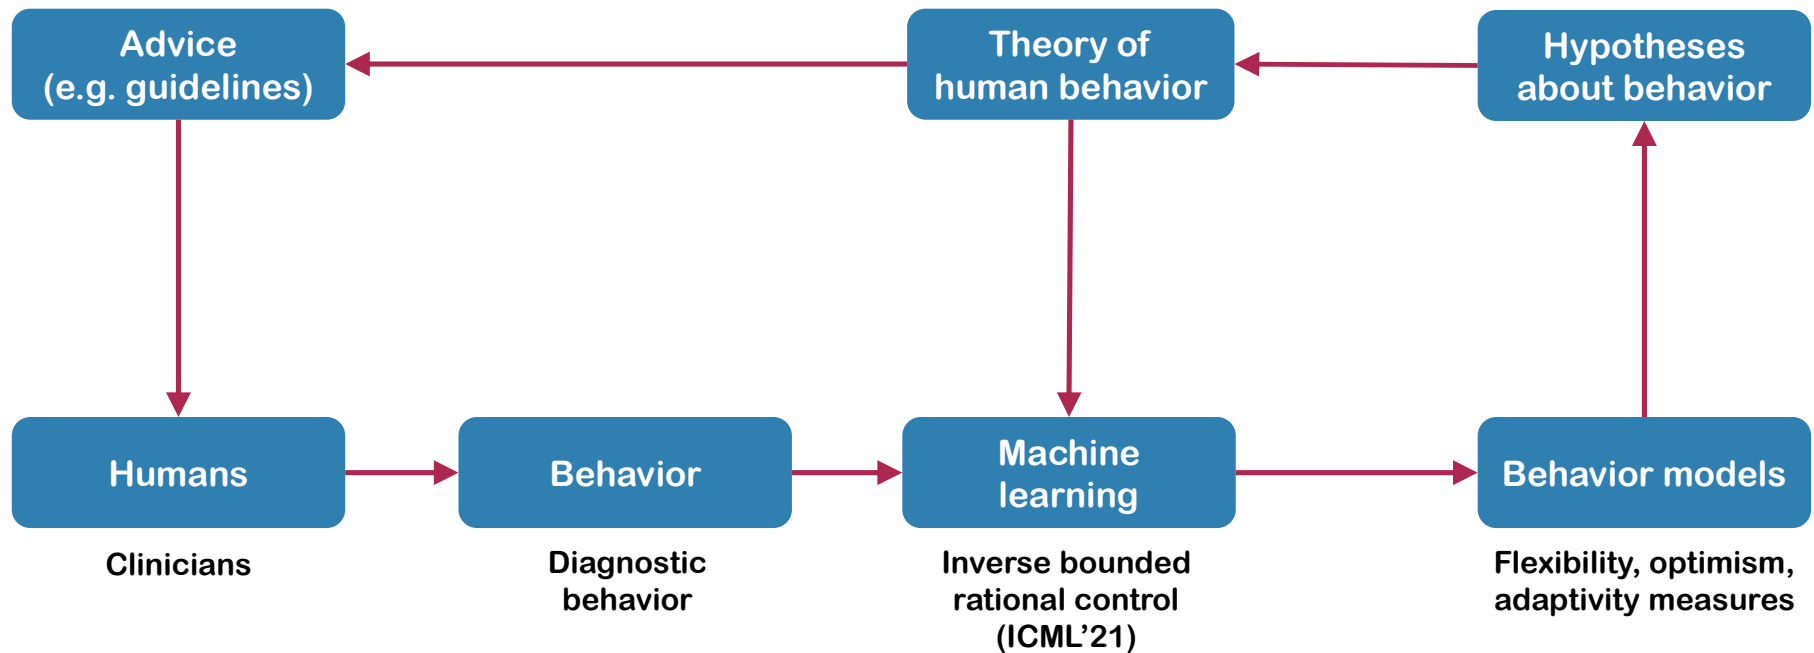 Advice
(e.g. guidelines)
Theory of
human behavior
Hypotheses
about behavior
Humans
Behavior
Machine
learning
Behavior models
Clinicians
Diagnostic
behavior
Inverse bounded
rational control
(ICML’21)
Flexibility, optimism,
adaptivity measures